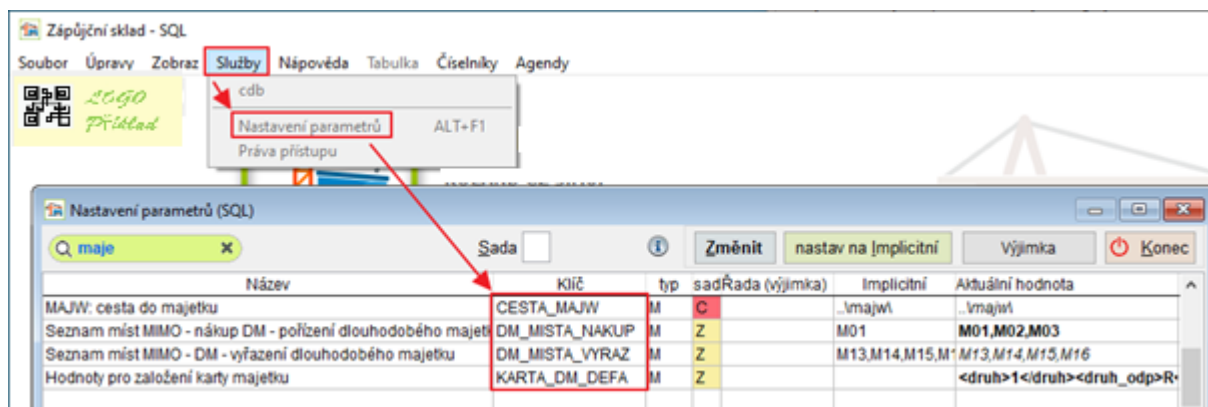 Zápůjční sklad - SQL
Soubor Úpravy Zobraz Služby Nápověda Tabulka Číselníky Agendy
LOGO
Příklad
cdb
Nastavení parametrů ALT+F1
Práva přístupu
Nastavení parametrů (SQL)
maje Sada Změnit nastav na Implicitní Výjimka Konec
Název Klíč typ sad Řada (výjimka) Implicitní Aktuální hodnota
MAJW: cesta do majetku CESTA_MAJW M C ..\majw\ ..\majw\
Seznam míst MIMO - nákup DM - pořízení dlouhodobého majet DM_MISTA_NAKUP M Z M01 M01,M02,M03
Seznam míst MIMO - DM - vyřazení dlouhodobého majetku DM_MISTA_VYRAZ M Z M13,M14,M15,M1 M13,M14,M15,M16
Hodnoty pro založení karty majetku KARTA_DM_DEFA M Z <druh>1</druh><druh_odp>R